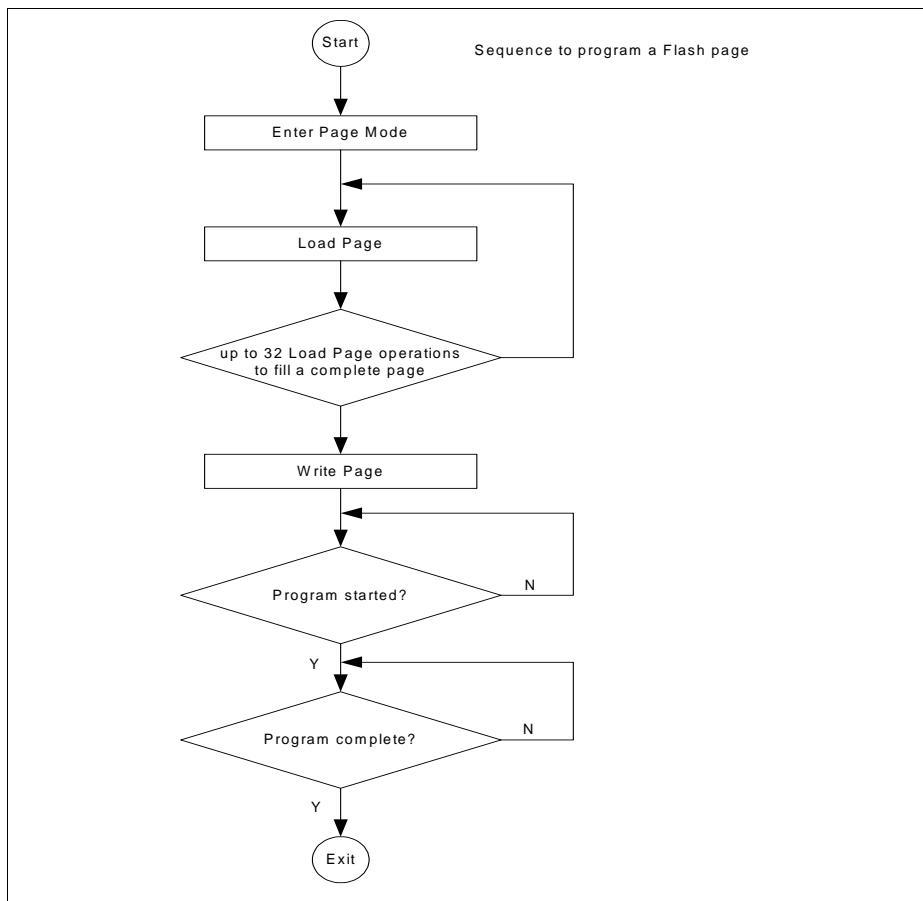 Start
Sequence to program a Flash page
Enter Page Mode
Load Page
up to 32 Load Page operations
to fill a complete page
Write Page
Program started?
N
Y
Program complete?
N
Y
Exit